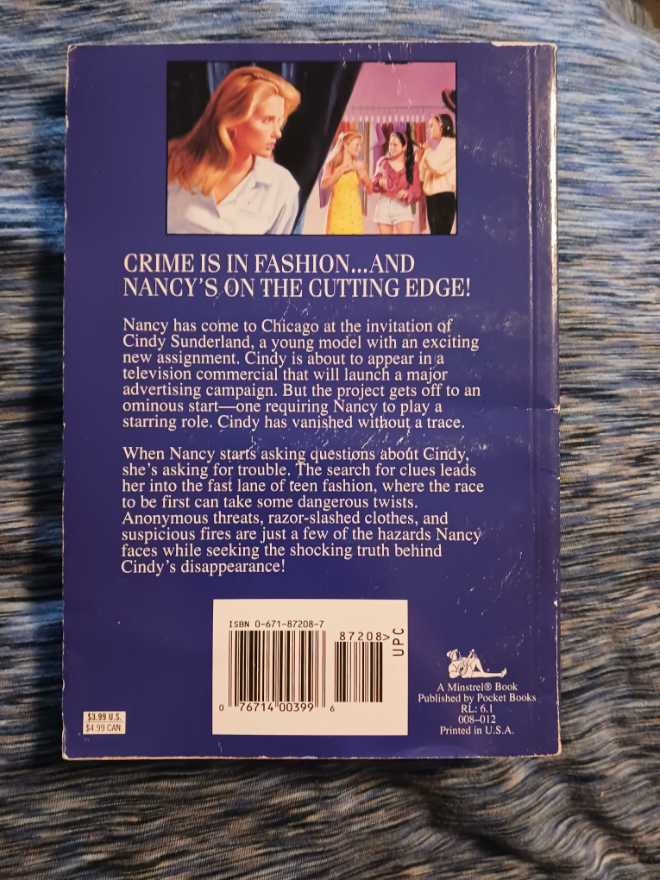 CRIME IS IN FASHION...AND
NANCY'S ON THE CUTTING EDGE!
Nancy has come to Chicago at the invitation of
Cindy Sunderland, a young model with an exciting
new assignment. Cindy is about to appear in a
television commercial that will launch a major
advertising campaign. But the project gets off to an
ominous start—one requiring Nancy to play a
starring role. Cindy has vanished without a trace.
When Nancy starts asking questions about Cindy,
she's asking for trouble. The search for clues leads
her into the fast lane of teen fashion, where the race
to be first can take some dangerous twists.
Anonymous threats, razor-slashed clothes, and
suspicious fires are just a few of the hazards Nancy
faces while seeking the shocking truth behind
Cindy's disappearance!
ISBN 0-671-87208-7
87208>
UPC
0 76714 00399 6
$3.99 U.S.
$4.99 CAN
A Minstrel® Book
Published by Pocket Books
RL: 6.1
008-012
Printed in U.S.A.